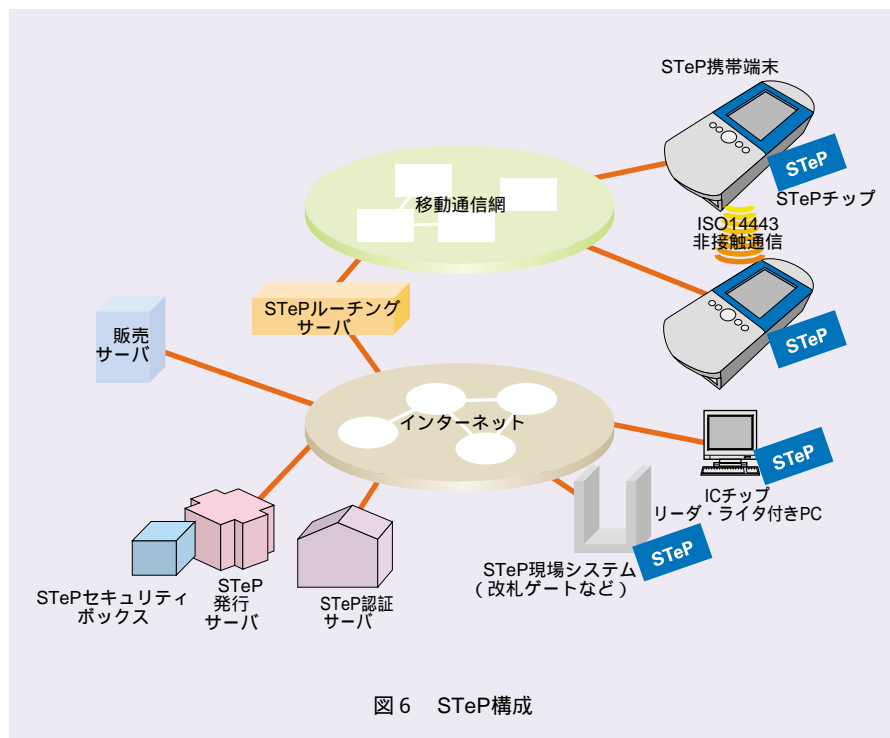 STeP携帯端末
STeP
STePチップ
移動通信網
ISO14443
非接触通信
STePルーチング
サーバ
販売
サーバ
STeP
インターネット
STeP
ICチップ
リーダ・ライタ付きPC
STeP
STeP現場システム
（改札ゲートなど）
STePセキュリティ
ボックス
STeP
発行
サーバ
STeP認証
サーバ
図6 STeP構成